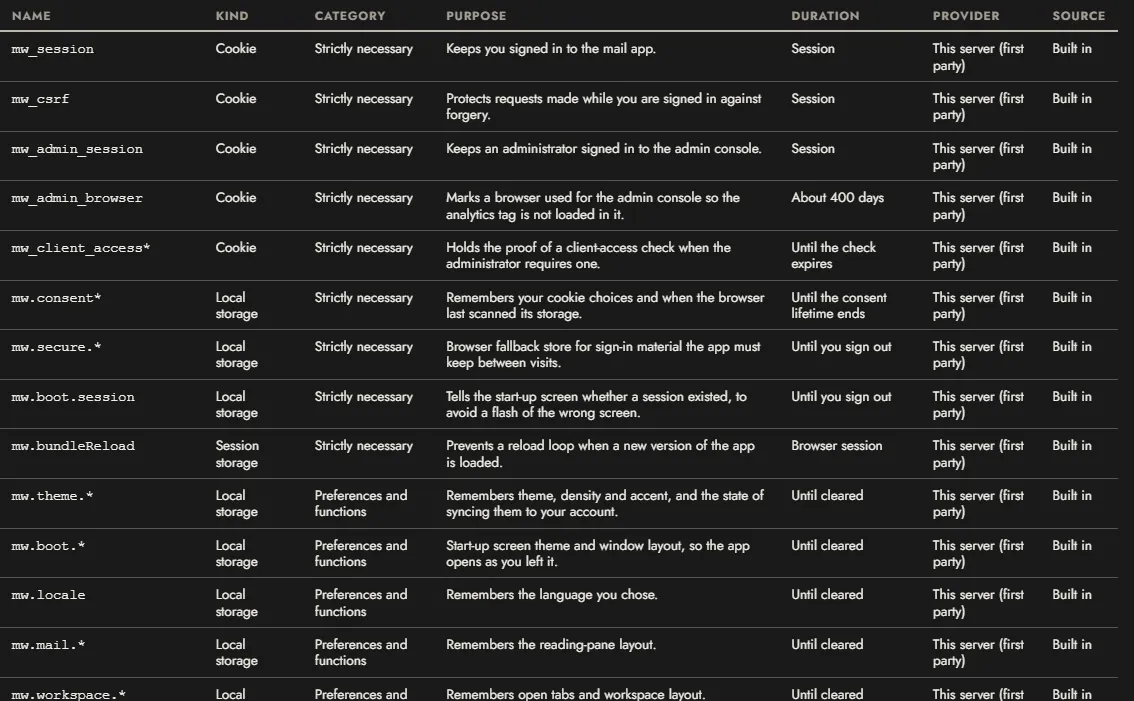 NAME KIND CATEGORY PURPOSE DURATION PROVIDER SOURCE
mw_session Cookie Strictly necessary Keeps you signed in to the mail app. Session This server (first Built in
party)
mw_csrf Cookie Strictly necessary Protects requests made while you are signed in against Session This server (first Built in
forgery. party)
mw_admin_session Cookie Strictly necessary Keeps an administrator signed in to the admin console. Session This server (first Built in
party)
mw_admin_browser Cookie Strictly necessary Marks a browser used for the admin console so the About 400 days This server (first Built in
analytics tag is not loaded in it. party)
mw_client_access* Cookie Strictly necessary Holds the proof of a client-access check when the Until the check This server (first Built in
administrator requires one. expires party)
mw.consent* Local Strictly necessary Remembers your cookie choices and when the browser Until the consent This server (first Built in
storage last scanned its storage. lifetime ends party)
mw.secure.* Local Strictly necessary Browser fallback store for sign-in material the app must Until you sign out This server (first Built in
storage keep between visits. party)
mw.boot.session Local Strictly necessary Tells the start-up screen whether a session existed, to Until you sign out This server (first Built in
storage avoid a flash of the wrong screen. party)
mw.bundleReload Session Strictly necessary Prevents a reload loop when a new version of the app Browser session This server (first Built in
storage is loaded. party)
mw.theme.* Local Preferences and Remembers theme, density and accent, and the state of Until cleared This server (first Built in
storage functions syncing them to your account. party)
mw.boot.* Local Preferences and Start-up screen theme and window layout, so the app Until cleared This server (first Built in
storage functions opens as you left it. party)
mw.locale Local Preferences and Remembers the language you chose. Until cleared This server (first Built in
storage functions party)
mw.mail.* Local Preferences and Remembers the reading-pane layout. Until cleared This server (first Built in
storage functions party)
mw.workspace.* Local Preferences and Remembers open tabs and workspace layout. Until cleared This server (first Built in